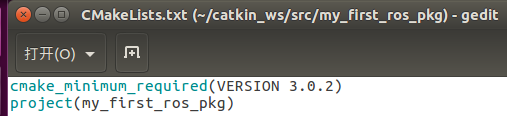 CMakeLists.txt (~/catkin_ws/src/my_first_ros_pkg) - gedit
打开(O)
cmake_minimum_required(VERSION 3.0.2)
project(my_first_ros_pkg)